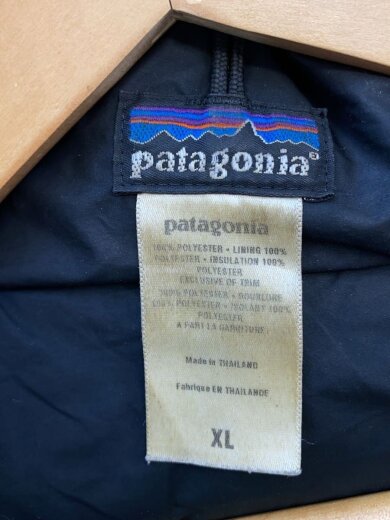 patagonia®
patagonia
100% POLYESTER • LINING 100%
POLYESTER • INSULATION 100%
POLYESTER
EXCLUSIVE OF TRIM
100% POLYESTER • DOUBLURE
100% POLYESTER • ISOLANT 100%
POLYESTER
A PART LA GARNITURE
Made in THAILAND
Fabrique EN THAILANDE
XL